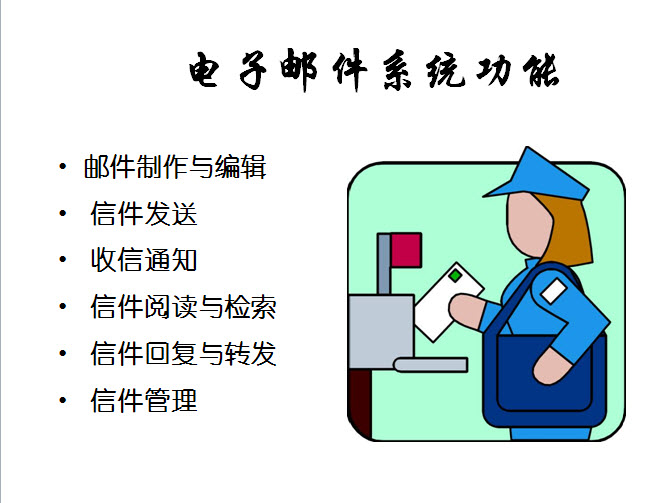 电子邮件系统功能
• 邮件制作与编辑
• 信件发送
• 收信通知
• 信件阅读与检索
• 信件回复与转发
• 信件管理